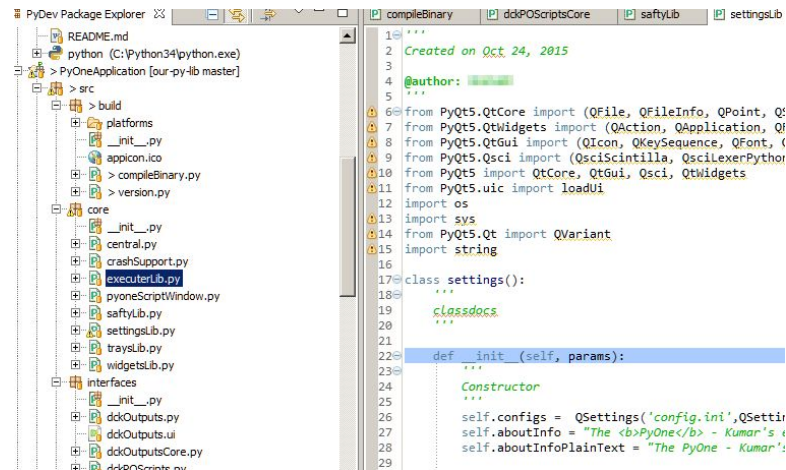 PyDev Package Explorer
README.md
python (C:\Python34\python.exe)
> PyOneApplication [our-py-lib master]
> src
> build
platforms
__init__.py
appicon.ico
> compileBinary.py
> version.py
core
__init__.py
central.py
crashSupport.py
executerLib.py
pyoneScriptWindow.py
saftyLib.py
settingsLib.py
traysLib.py
widgetsLib.py
interfaces
__init__.py
dckOutputs.py
dckOutputs.ui
dckOutputsCore.py
dckPOScripts.py
compileBinary
dckPOScriptsCore
saftyLib
settingsLib
1 '''
2 Created on Oct 24, 2015
3
4 @author:
5 '''
6 from PyQt5.QtCore import (QFile, QFileInfo, QPoint,
7 from PyQt5.QtWidgets import (QAction, QApplication,
8 from PyQt5.QtGui import (QIcon, QKeySequence, QFont,
9 from PyQt5.Qsci import (QsciScintilla, QsciLexerPython
10 from PyQt5 import QtCore, QtGui, Qsci, QtWidgets
11 from PyQt5.uic import loadUi
12 import os
13 import sys
14 from PyQt5.Qt import QVariant
15 import string
16
17 class settings():
18 '''
19 classdocs
20 '''
21
22 def __init__(self, params):
23 '''
24 Constructor
25 '''
26 self.configs = QSettings('config.ini',QSettin
27 self.aboutInfo = "The <b>PyOne</b> - Kumar's
28 self.aboutInfoPlainText = "The PyOne - Kumar's
29